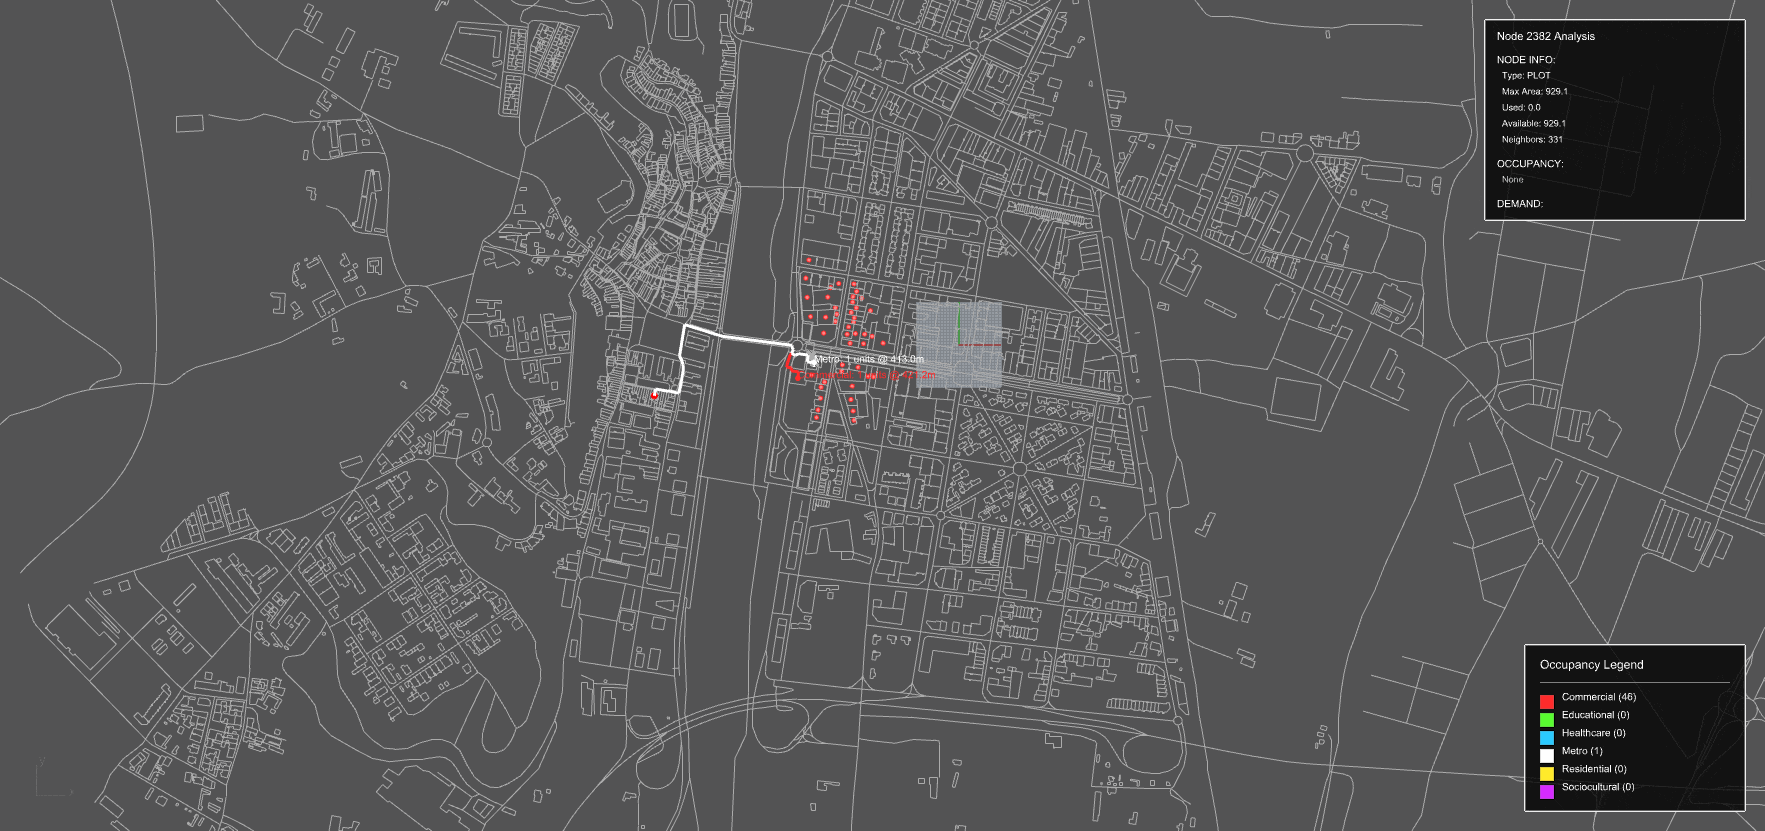 Node 2382 Analysis
NODE INFO:
Type: PLOT
Max Area: 929.1
Used: 0.0
Available: 929.1
Neighbors: 331
OCCUPANCY:
None
DEMAND:
Metro, 1 units @ 413.0m
Occupancy Legend
Commercial (46)
Educational (0)
Healthcare (0)
Metro (1)
Residential (0)
Sociocultural (0)
y
x